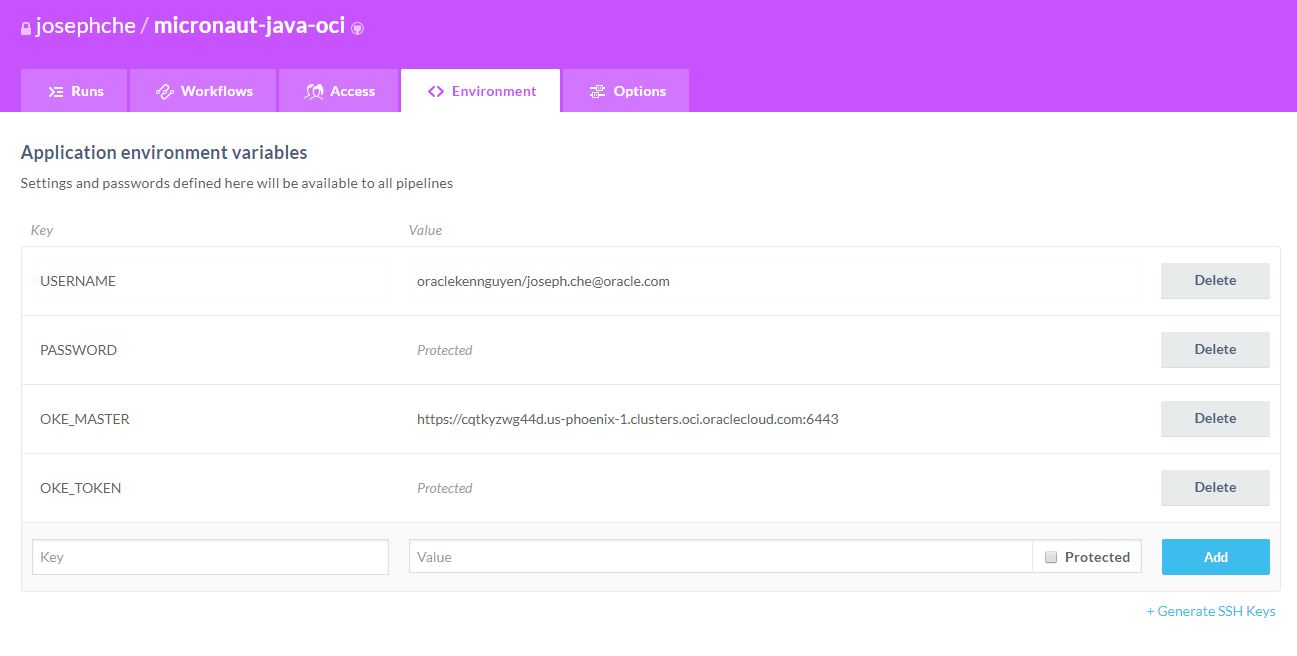 josephche / micronaut-java-oci
Runs Workflows Access Environment Options
Application environment variables
Settings and passwords defined here will be available to all pipelines
Key Value
USERNAME oraclekennguyen/joseph.che@oracle.com Delete
PASSWORD Protected Delete
OKE_MASTER https://cqtkyzwg44d.us-phoenix-1.clusters.oci.oraclecloud.com:6443 Delete
OKE_TOKEN Protected Delete
Key Value Protected Add
+ Generate SSH Keys